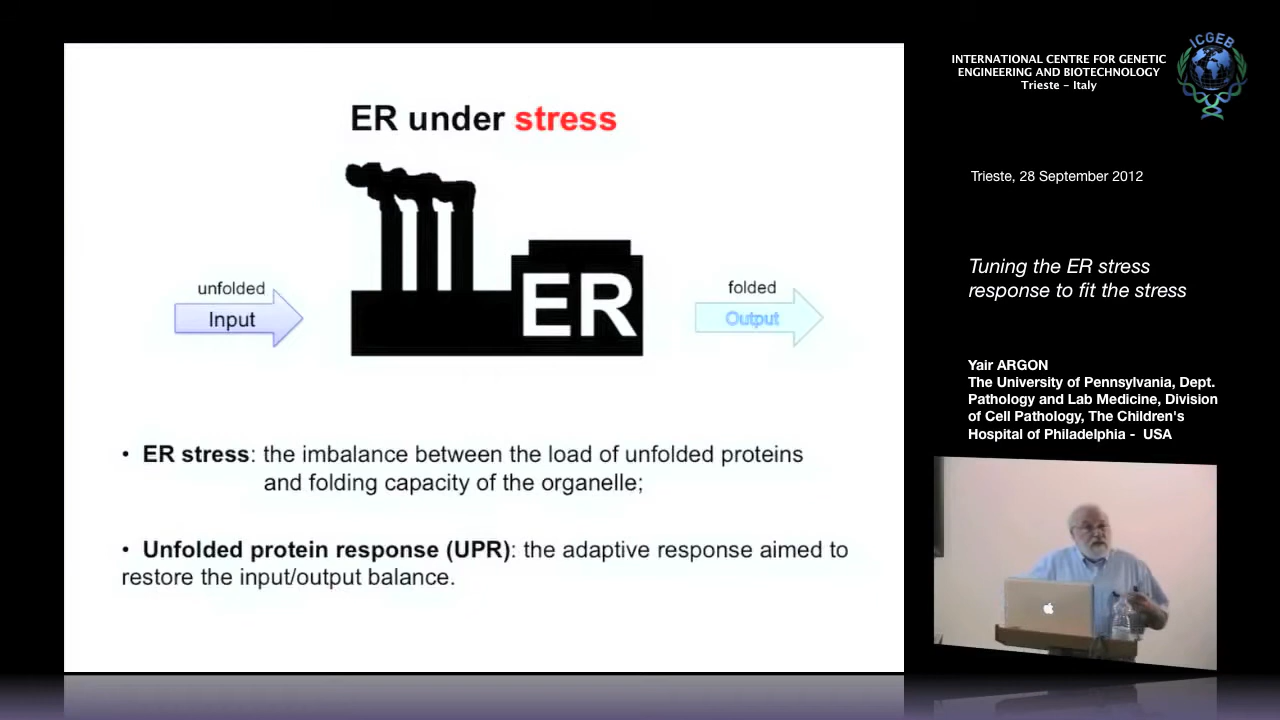 ER under stress
unfolded
Input
ER
folded
Output
• ER stress: the imbalance between the load of unfolded proteins
and folding capacity of the organelle;
• Unfolded protein response (UPR): the adaptive response aimed to
restore the input/output balance.
INTERNATIONAL CENTRE FOR GENETIC
ENGINEERING AND BIOTECHNOLOGY
Trieste - Italy
ICGEB
Trieste, 28 September 2012
Tuning the ER stress
response to fit the stress
Yair ARGON
The University of Pennsylvania, Dept.
Pathology and Lab Medicine, Division
of Cell Pathology, The Children's
Hospital of Philadelphia - USA